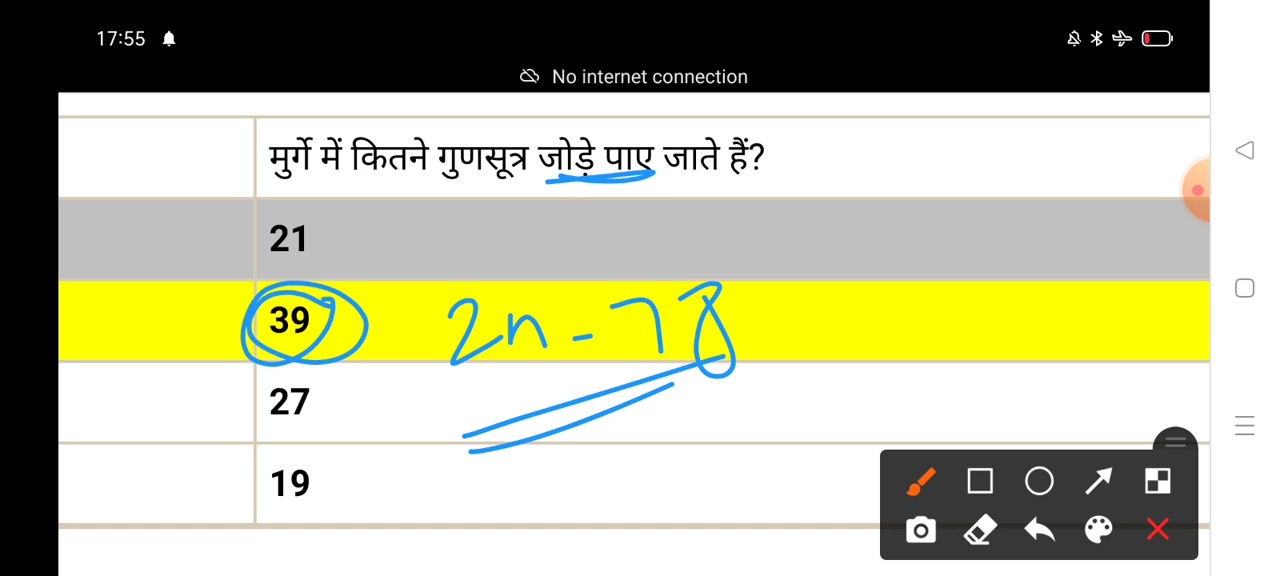 17:55
No internet connection
मुर्गे में कितने गुणसूत्र जोड़े पाए जाते हैं?
21
39
2n - 78
27
19